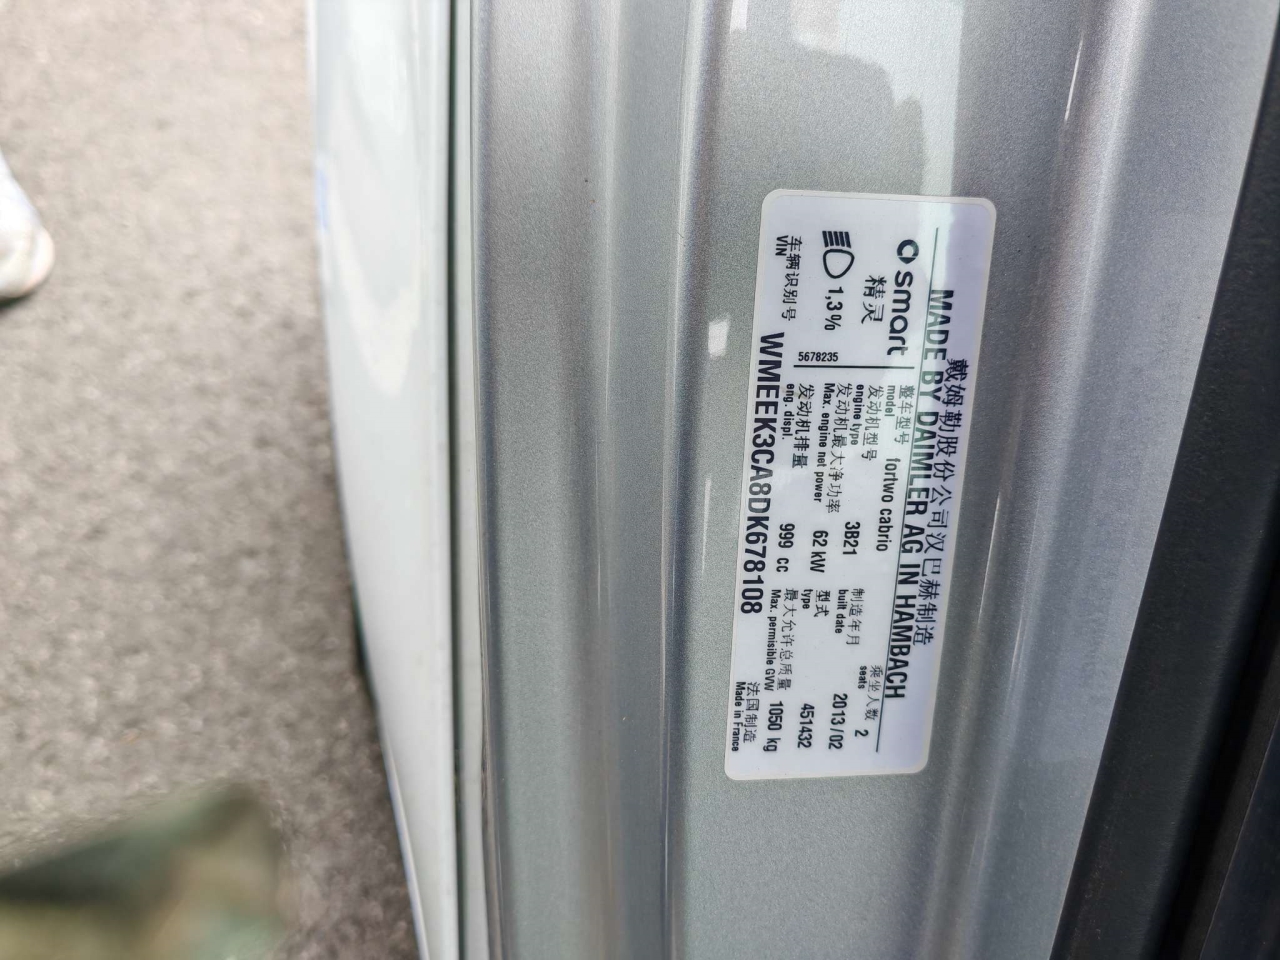 戴姆勒股份公司汉巴赫制造
MADE BY DAIMLER AG IN HAMBACH
smart
精灵
1,3%
5678235
整车型号 fortwo cabrio
model
乘坐人数 2
seats
发动机型号 3B21
engine type
制造年月 2013/02
built date
发动机最大净功率 62 kW
Max. engine net power
型式 451432
type
发动机排量 999 cc
eng. displ.
最大允许总质量 1050 kg
Max. permisible GVW
车辆识别号
VIN
WMEEK3CA8DK678108
法国制造
Made in France